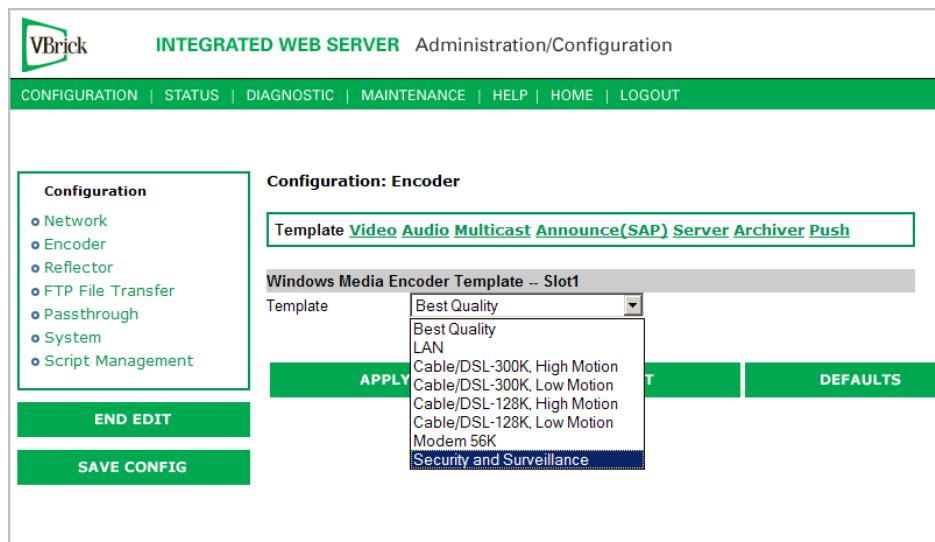 VBrick
INTEGRATED WEB SERVER Administration/Configuration
CONFIGURATION | STATUS | DIAGNOSTIC | MAINTENANCE | HELP | HOME | LOGOUT
Configuration
Network
Encoder
Reflector
FTP File Transfer
Passthrough
System
Script Management
END EDIT
SAVE CONFIG
Configuration: Encoder
Template Video Audio Multicast Announce(SAP) Server Archiver Push
Windows Media Encoder Template -- Slot1
Template Best Quality
Best Quality
LAN
Cable/DSL-300K, High Motion
Cable/DSL-300K, Low Motion
Cable/DSL-128K, High Motion
Cable/DSL-128K, Low Motion
Modem 56K
Security and Surveillance
APPLY T DEFAULTS